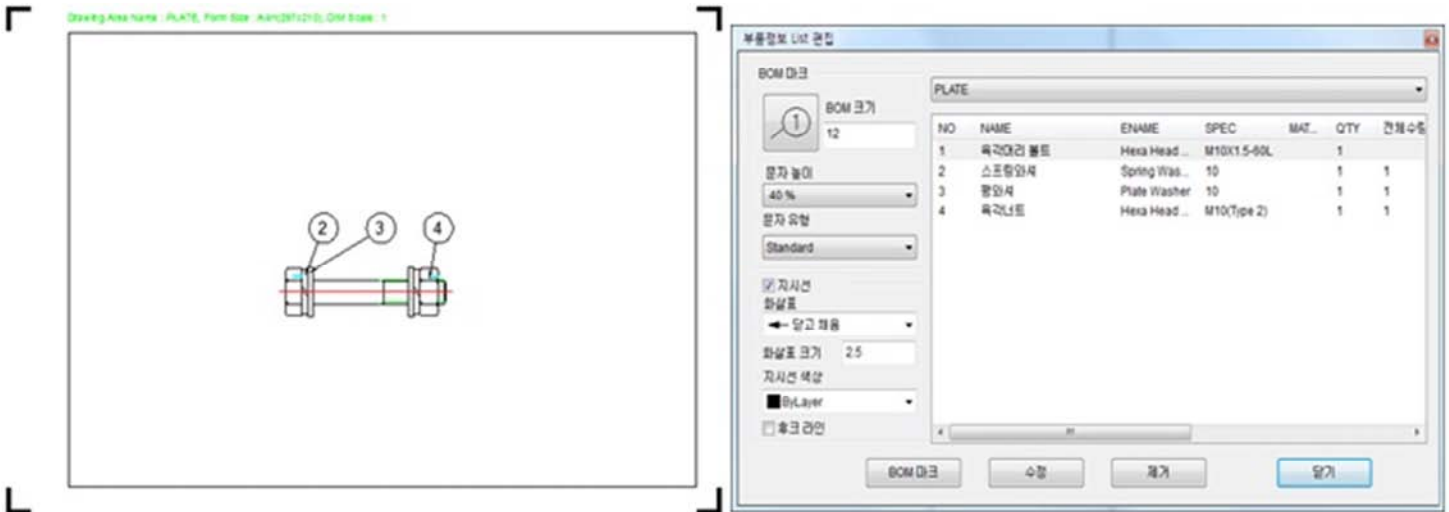 Drawing Area Name : PLATE, Form Size : A4H(297x210), DIM Scale : 1
2 3 4
부품정보 List 편집
BOM 마크
1
BOM 크기
12
문자 높이
40 %
문자 유형
Standard
지시선
화살표
닫고 채움
화살표 크기 2.5
지시선 색상
ByLayer
후크 라인
PLATE
NO NAME ENAME SPEC MAT... Q'TY 전체수량
1 육각머리 볼트 Hexa Head ... M10X1.5-60L 1
2 스프링와셔 Spring Was... 10 1 1
3 평와셔 Plate Washer 10 1 1
4 육각너트 Hexa Head ... M10(Type 2) 1 1
BOM 마크 수정 제거 닫기